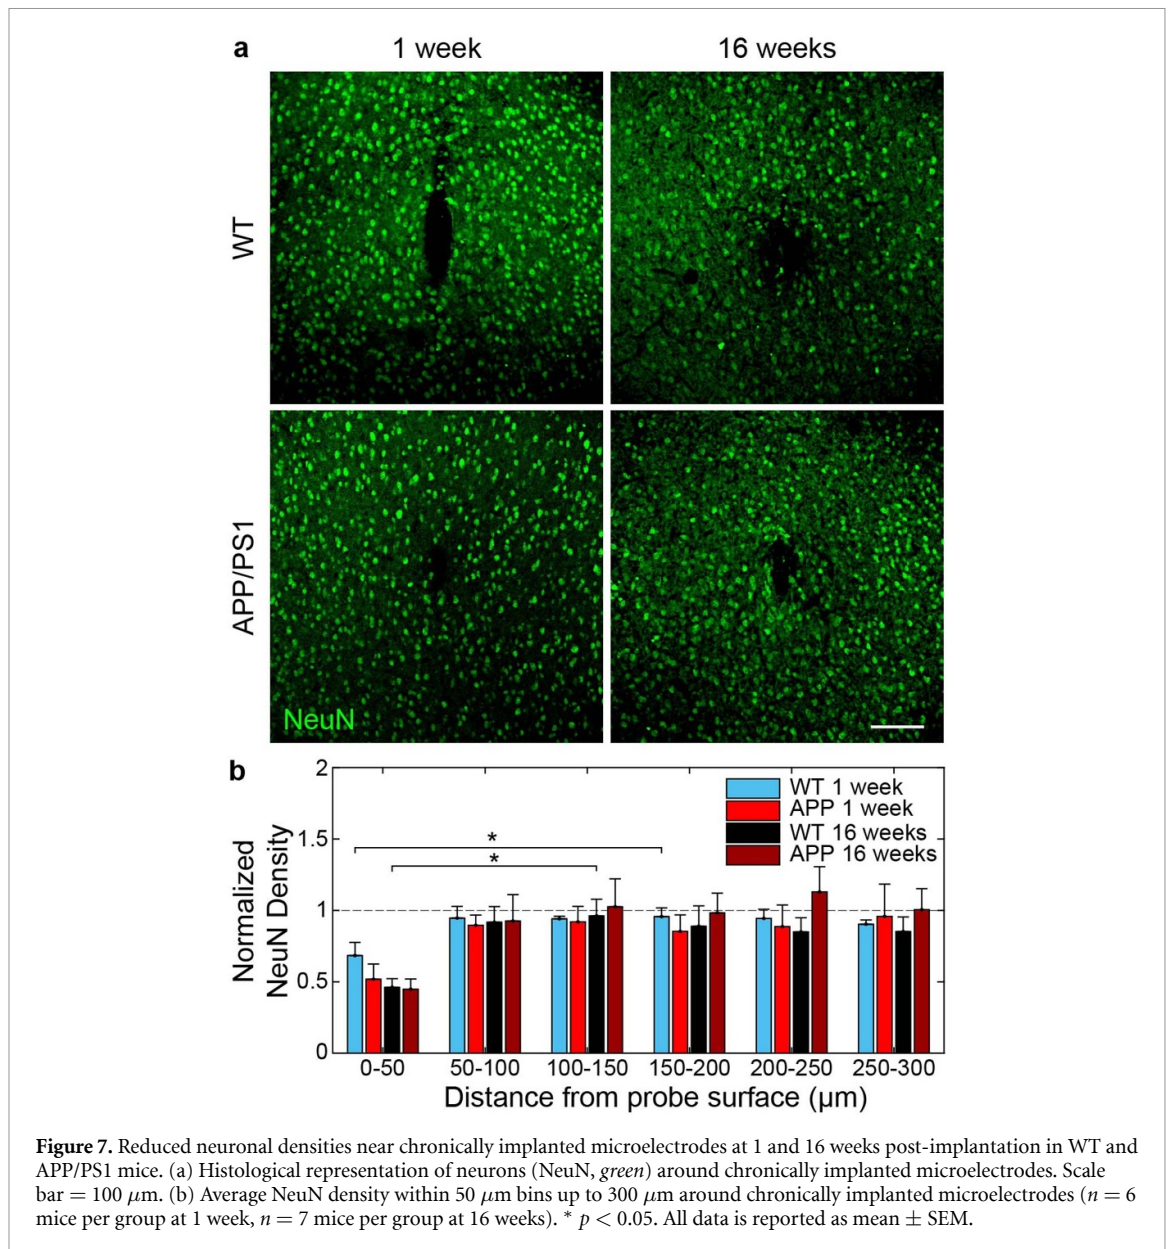 a
1 week
16 weeks
WT
APP/PS1
NeuN
b
Normalized
NeuN Density
2
1.5
1
0.5
0
*
*
WT 1 week
APP 1 week
WT 16 weeks
APP 16 weeks
0-50
50-100
100-150
150-200
200-250
250-300
Distance from probe surface (μm)
Figure 7. Reduced neuronal densities near chronically implanted microelectrodes at 1 and 16 weeks post-implantation in WT and
APP/PS1 mice. (a) Histological representation of neurons (NeuN, green) around chronically implanted microelectrodes. Scale
bar = 100 μm. (b) Average NeuN density within 50 μm bins up to 300 μm around chronically implanted microelectrodes (n = 6
mice per group at 1 week, n = 7 mice per group at 16 weeks). * p < 0.05. All data is reported as mean ± SEM.